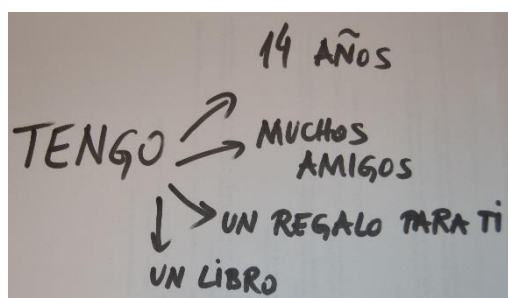 14 AÑOS
TENGO
MUCHOS
AMIGOS
UN REGALO PARA TI
UN LIBRO